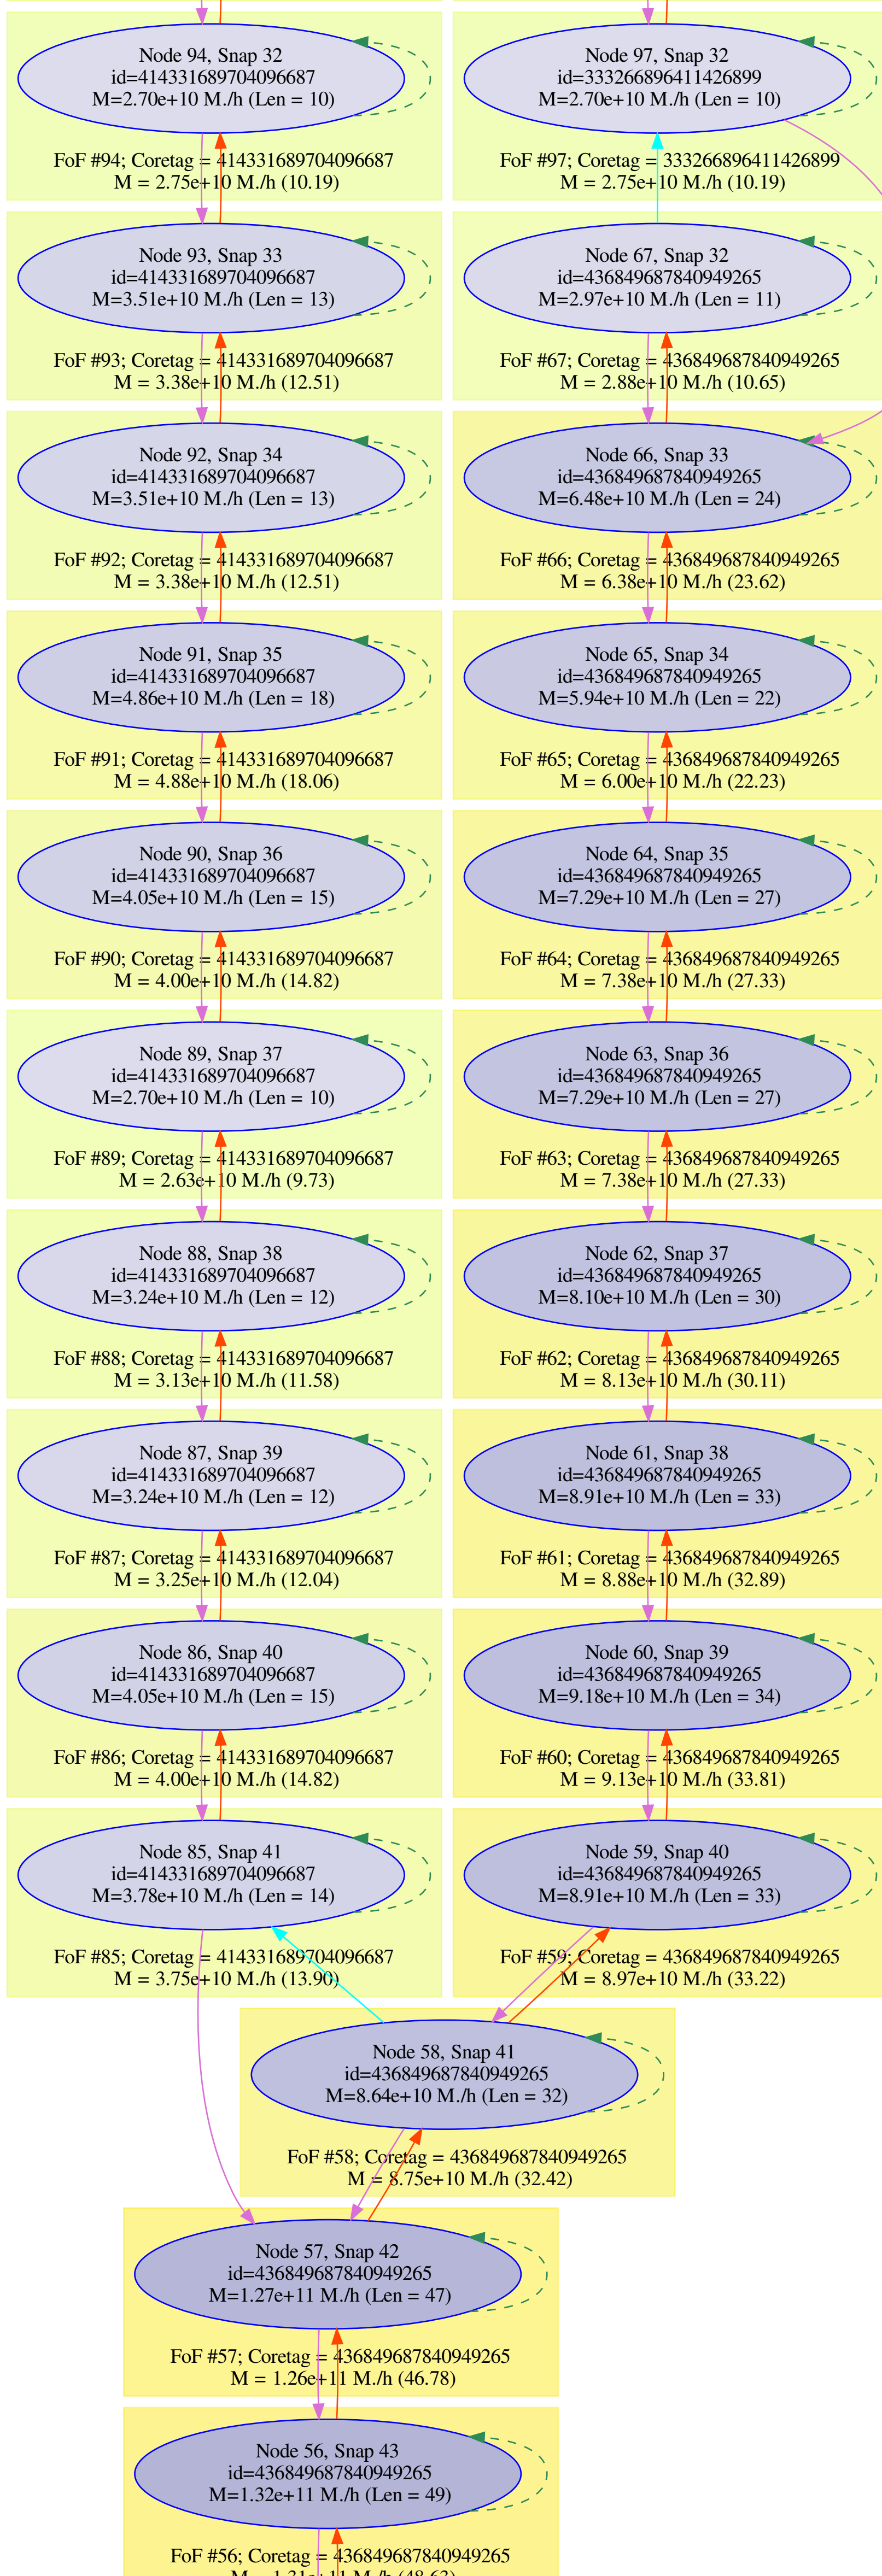 Node 94, Snap 32
id=414331689704096687
M=2.70e+10 M./h (Len = 10)
FoF #94; Coretag = 414331689704096687
M = 2.75e+10 M./h (10.19)
Node 97, Snap 32
id=333266896411426899
M=2.70e+10 M./h (Len = 10)
FoF #97; Coretag = 333266896411426899
M = 2.75e+10 M./h (10.19)
Node 93, Snap 33
id=414331689704096687
M=3.51e+10 M./h (Len = 13)
FoF #93; Coretag = 414331689704096687
M = 3.38e+10 M./h (12.51)
Node 67, Snap 32
id=436849687840949265
M=2.97e+10 M./h (Len = 11)
FoF #67; Coretag = 436849687840949265
M = 2.88e+10 M./h (10.65)
Node 92, Snap 34
id=414331689704096687
M=3.51e+10 M./h (Len = 13)
FoF #92; Coretag = 414331689704096687
M = 3.38e+10 M./h (12.51)
Node 66, Snap 33
id=436849687840949265
M=6.48e+10 M./h (Len = 24)
FoF #66; Coretag = 436849687840949265
M = 6.38e+10 M./h (23.62)
Node 91, Snap 35
id=414331689704096687
M=4.86e+10 M./h (Len = 18)
FoF #91; Coretag = 414331689704096687
M = 4.88e+10 M./h (18.06)
Node 65, Snap 34
id=436849687840949265
M=5.94e+10 M./h (Len = 22)
FoF #65; Coretag = 436849687840949265
M = 6.00e+10 M./h (22.23)
Node 90, Snap 36
id=414331689704096687
M=4.05e+10 M./h (Len = 15)
FoF #90; Coretag = 414331689704096687
M = 4.00e+10 M./h (14.82)
Node 64, Snap 35
id=436849687840949265
M=7.29e+10 M./h (Len = 27)
FoF #64; Coretag = 436849687840949265
M = 7.38e+10 M./h (27.33)
Node 89, Snap 37
id=414331689704096687
M=2.70e+10 M./h (Len = 10)
FoF #89; Coretag = 414331689704096687
M = 2.63e+10 M./h (9.73)
Node 63, Snap 36
id=436849687840949265
M=7.29e+10 M./h (Len = 27)
FoF #63; Coretag = 436849687840949265
M = 7.38e+10 M./h (27.33)
Node 88, Snap 38
id=414331689704096687
M=3.24e+10 M./h (Len = 12)
FoF #88; Coretag = 414331689704096687
M = 3.13e+10 M./h (11.58)
Node 62, Snap 37
id=436849687840949265
M=8.10e+10 M./h (Len = 30)
FoF #62; Coretag = 436849687840949265
M = 8.13e+10 M./h (30.11)
Node 87, Snap 39
id=414331689704096687
M=3.24e+10 M./h (Len = 12)
FoF #87; Coretag = 414331689704096687
M = 3.25e+10 M./h (12.04)
Node 61, Snap 38
id=436849687840949265
M=8.91e+10 M./h (Len = 33)
FoF #61; Coretag = 436849687840949265
M = 8.88e+10 M./h (32.89)
Node 86, Snap 40
id=414331689704096687
M=4.05e+10 M./h (Len = 15)
FoF #86; Coretag = 414331689704096687
M = 4.00e+10 M./h (14.82)
Node 60, Snap 39
id=436849687840949265
M=9.18e+10 M./h (Len = 34)
FoF #60; Coretag = 436849687840949265
M = 9.13e+10 M./h (33.81)
Node 85, Snap 41
id=414331689704096687
M=3.78e+10 M./h (Len = 14)
FoF #85; Coretag = 414331689704096687
M = 3.75e+10 M./h (13.90)
Node 59, Snap 40
id=436849687840949265
M=8.91e+10 M./h (Len = 33)
FoF #59; Coretag = 436849687840949265
M = 8.97e+10 M./h (33.22)
Node 58, Snap 41
id=436849687840949265
M=8.64e+10 M./h (Len = 32)
FoF #58; Coretag = 436849687840949265
M = 8.75e+10 M./h (32.42)
Node 57, Snap 42
id=436849687840949265
M=1.27e+11 M./h (Len = 47)
FoF #57; Coretag = 436849687840949265
M = 1.26e+11 M./h (46.78)
Node 56, Snap 43
id=436849687840949265
M=1.32e+11 M./h (Len = 49)
FoF #56; Coretag = 436849687840949265
M = 1.31e+11 M./h (48.63)